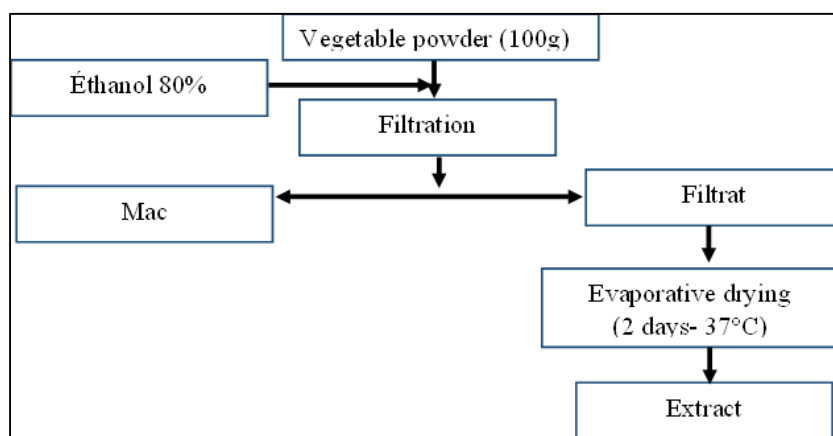 Vegetable powder (100g)
Éthanol 80%
Filtration
Mac
Filtrat
Evaporative drying
(2 days- 37°C)
Extract